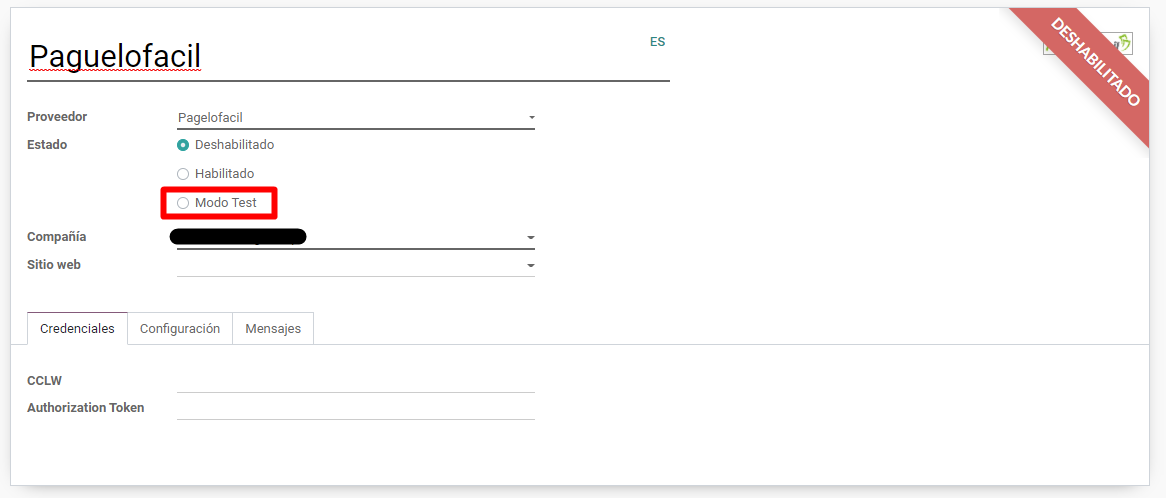 ES
Paguelofacil
DESHABILITADO
Proveedor Pagelofacil
Estado Deshabilitado
Habilitado
Modo Test
Compañía
Sitio web
Credenciales Configuración Mensajes
CCLW
Authorization Token